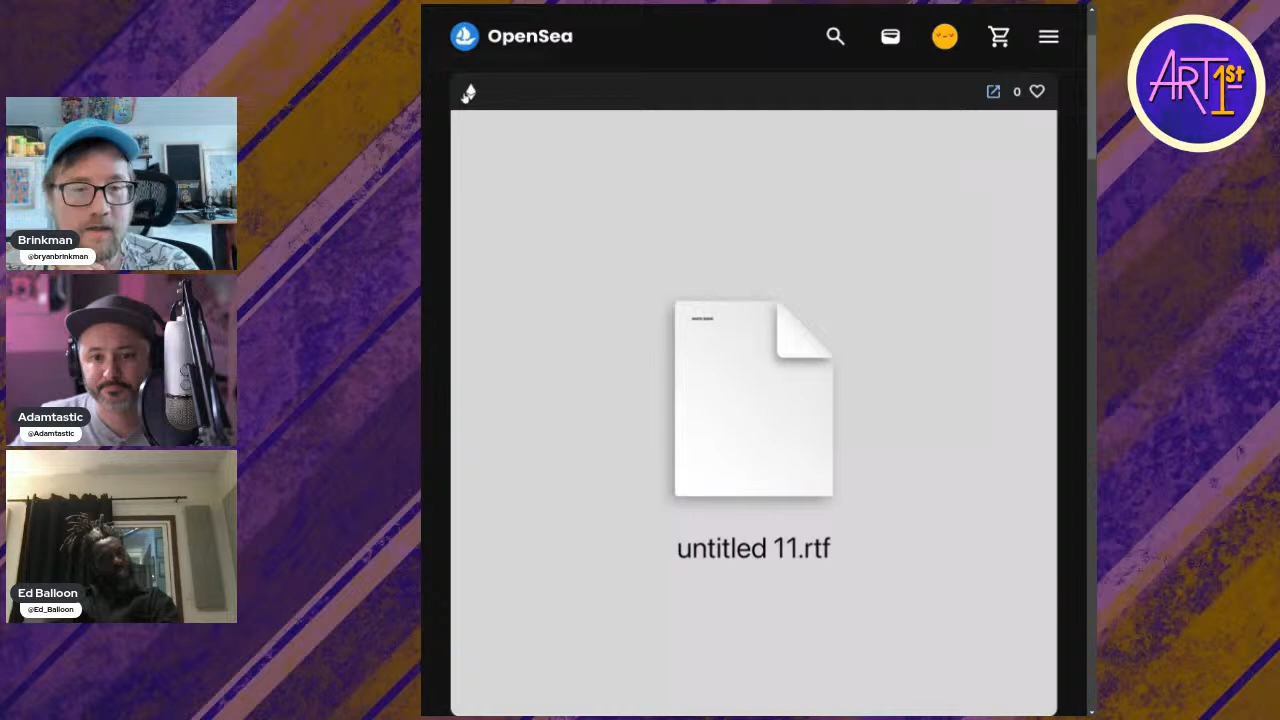 OpenSea
0
ART 1st
Brinkman
@bryanbrinkman
Adamtastic
@Adamtastic
Ed Balloon
@Ed_Balloon
untitled 11.rtf